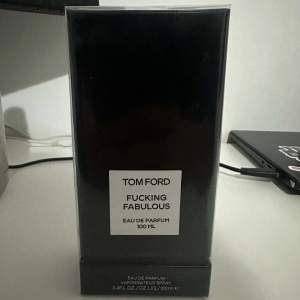 TOM FORD
FUCKING
FABULOUS
EAU DE PARFUM
100 ML
EAU DE PARFUM
VAPORISATEUR SPRAY